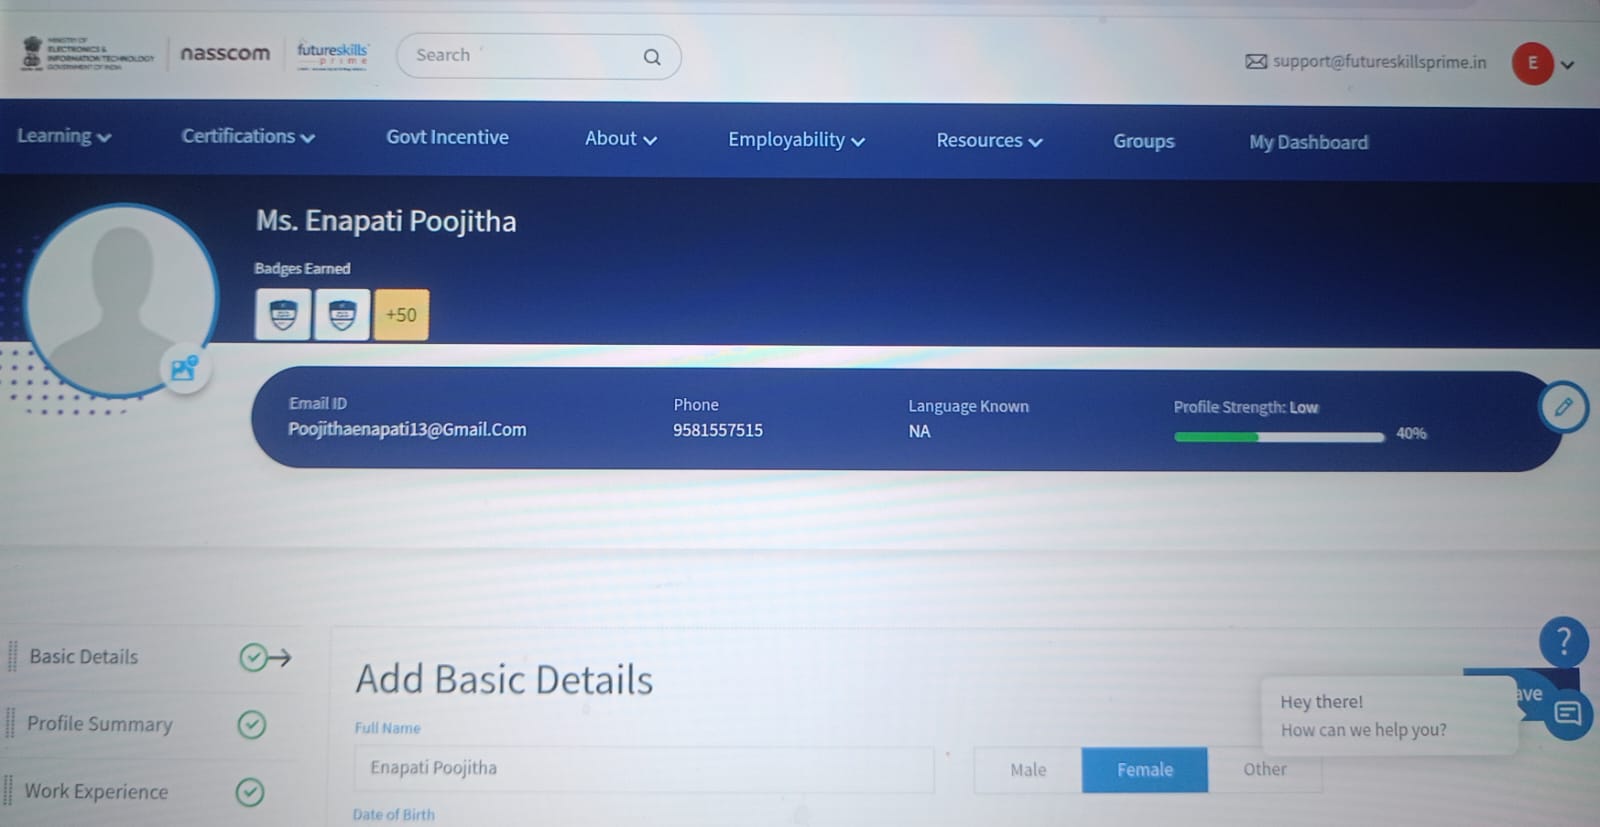 MINISTRY OF
ELECTRONICS &
INFORMATION TECHNOLOGY
GOVERNMENT OF INDIA
nasscom
futureskills
prime
Search
support@futureskillsprime.in
E
Learning
Certifications
Govt Incentive
About
Employability
Resources
Groups
My Dashboard
Ms. Enapati Poojitha
Badges Earned
+50
Email ID
Poojithaenapati13@Gmail.Com
Phone
9581557515
Language Known
NA
Profile Strength: Low
40%
Basic Details
Profile Summary
Work Experience
Add Basic Details
Full Name
Enapati Poojitha
Male
Female
Other
Date of Birth
?
ave
Hey there!
How can we help you?